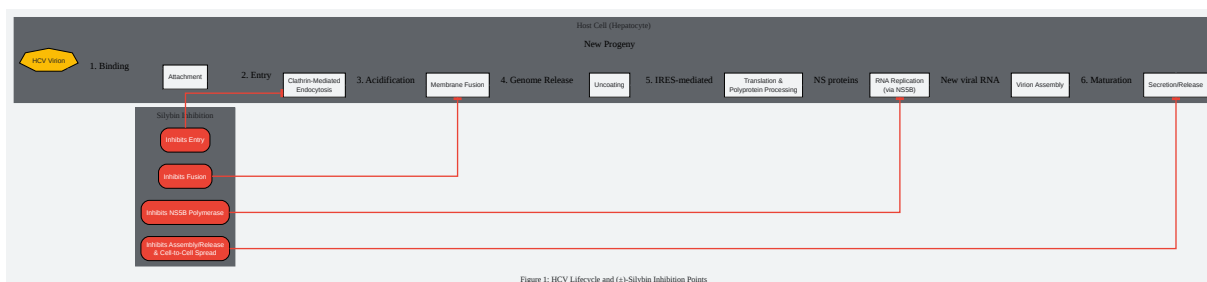 Host Cell (Hepatocyte)
New Progeny
HCV Virion
1. Binding
Attachment
2. Entry
Clathrin-Mediated
Endocytosis
3. Acidification
Membrane Fusion
4. Genome Release
Uncoating
5. IRES-mediated
Translation &
Polyprotein Processing
NS proteins
RNA Replication
(via NS5B)
New viral RNA
Virion Assembly
6. Maturation
Secretion/Release
Silybin Inhibition
Inhibits Entry
Inhibits Fusion
Inhibits NS5B Polymerase
Inhibits Assembly/Release
& Cell-to-Cell Spread
Figure 1: HCV Lifecycle and (±)-Silybin Inhibition Points